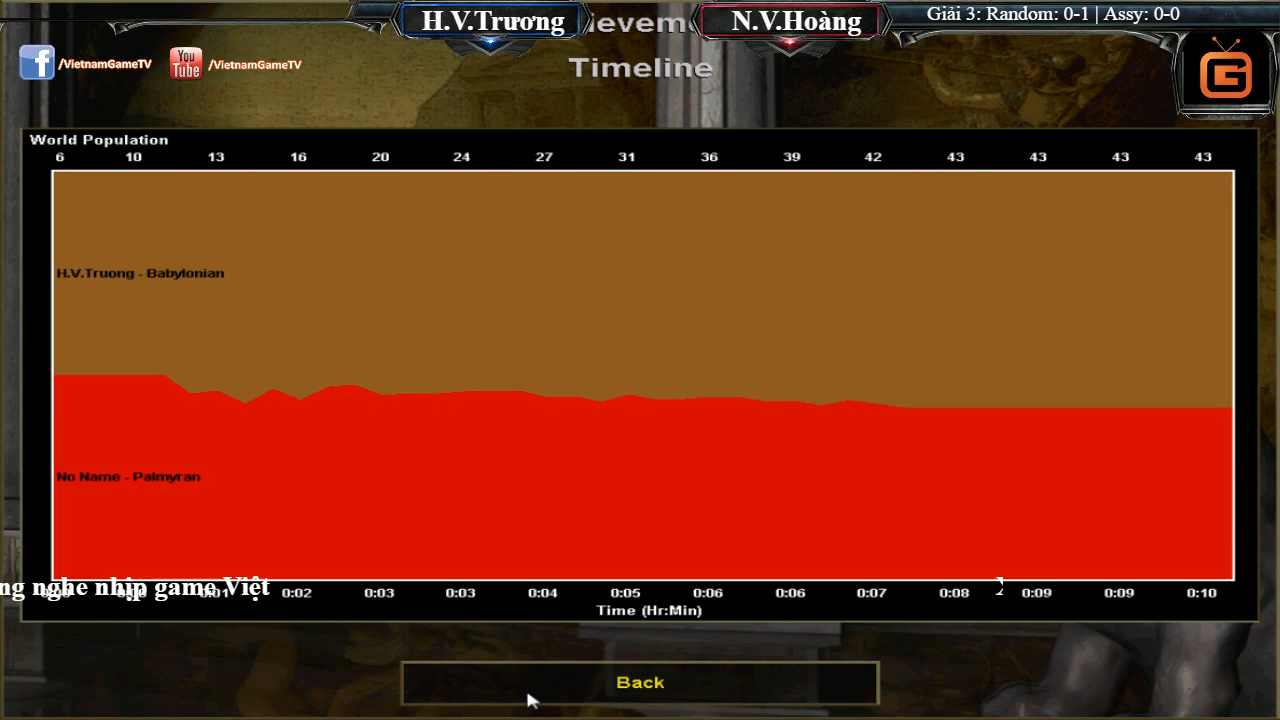 H.V.Trương
N.V.Hoàng
Giải 3: Random: 0-1 | Assy: 0-0
/VietnamGameTV
You Tube
/VietnamGameTV
Timeline
World Population
6 10 13 16 20 24 27 31 36 39 42 43 43 43 43
H.V.Truong - Babylonian
No Name - Palmyran
ng nghe nhịp game Việt
0:02 0:03 0:03 0:04 0:05 0:06 0:06 0:07 0:08 0:09 0:09 0:10
Time (Hr:Min)
Back